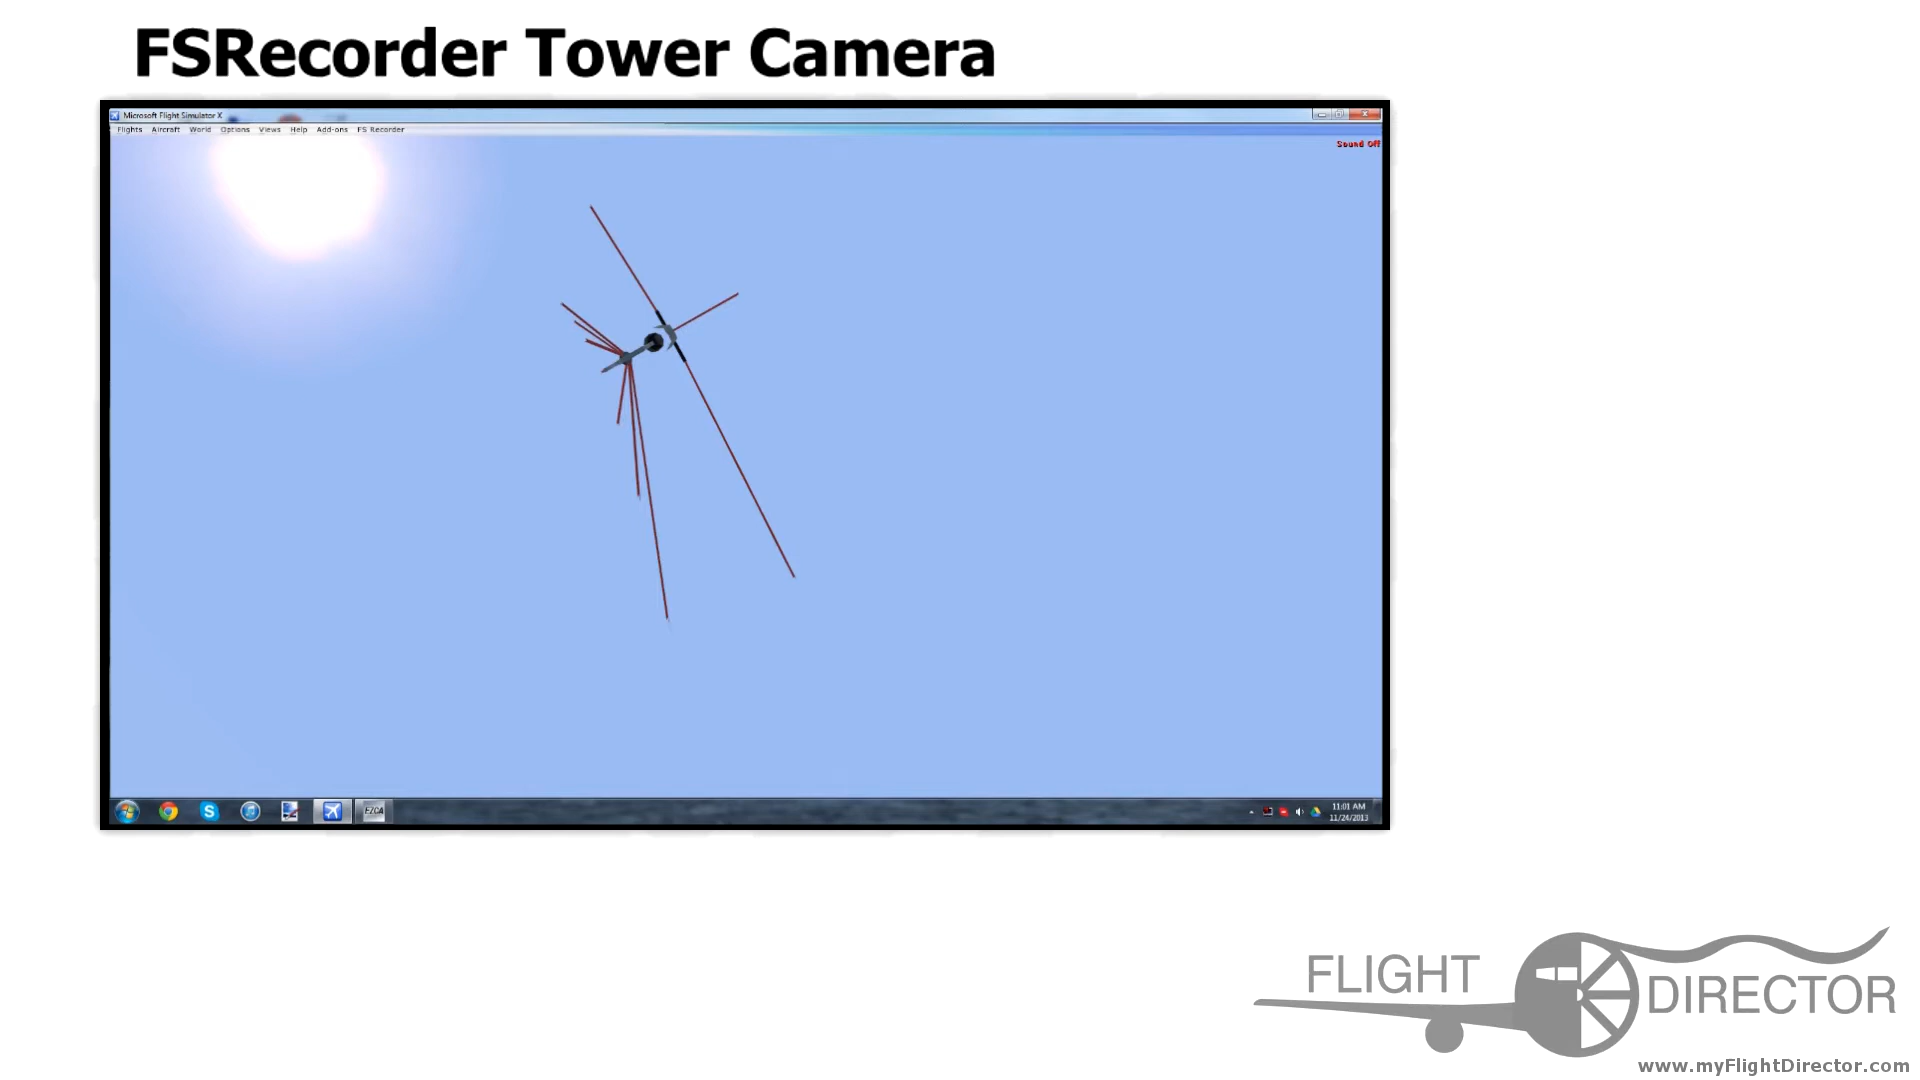 FSRecorder Tower Camera
Microsoft Flight Simulator X
Flights Aircraft World Options Views Help Add-ons FS Recorder
Sound Off
EZCA
11:01 AM
11/24/2013
FLIGHT
DIRECTOR
www.myFlightDirector.com